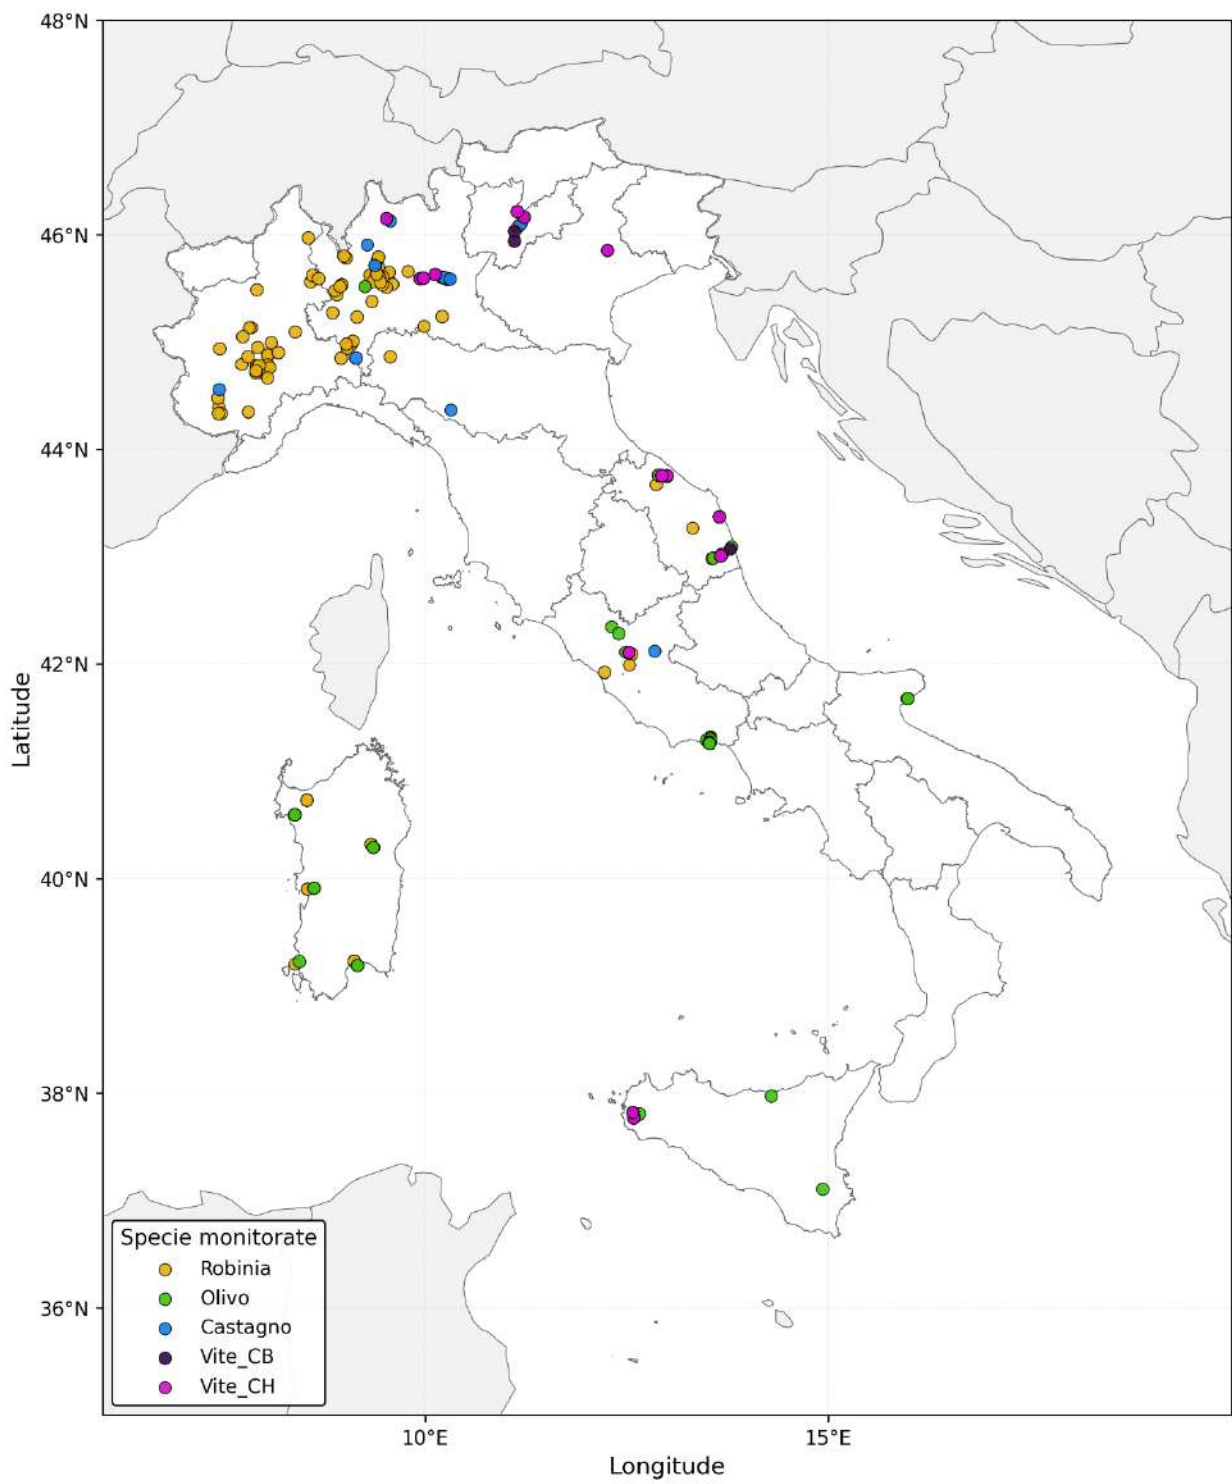 48°N
46°N
44°N
42°N
40°N
38°N
36°N
Latitude
10°E
15°E
Longitude
Specie monitorate
Robinia
Olivo
Castagno
Vite_CB
Vite_CH